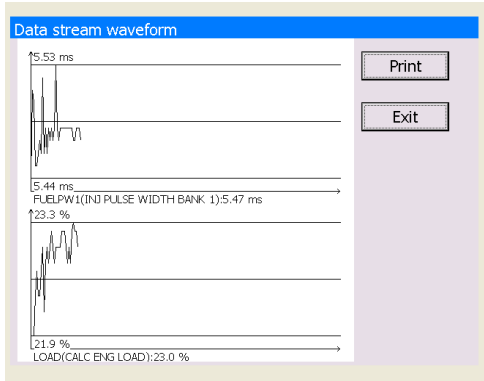 Data stream waveform
5.53 ms
5.44 ms
FUELPW1(INJ PULSE WIDTH BANK 1):5.47 ms
23.3 %
21.9 %
LOAD(CALC ENG LOAD):23.0 %
Print
Exit